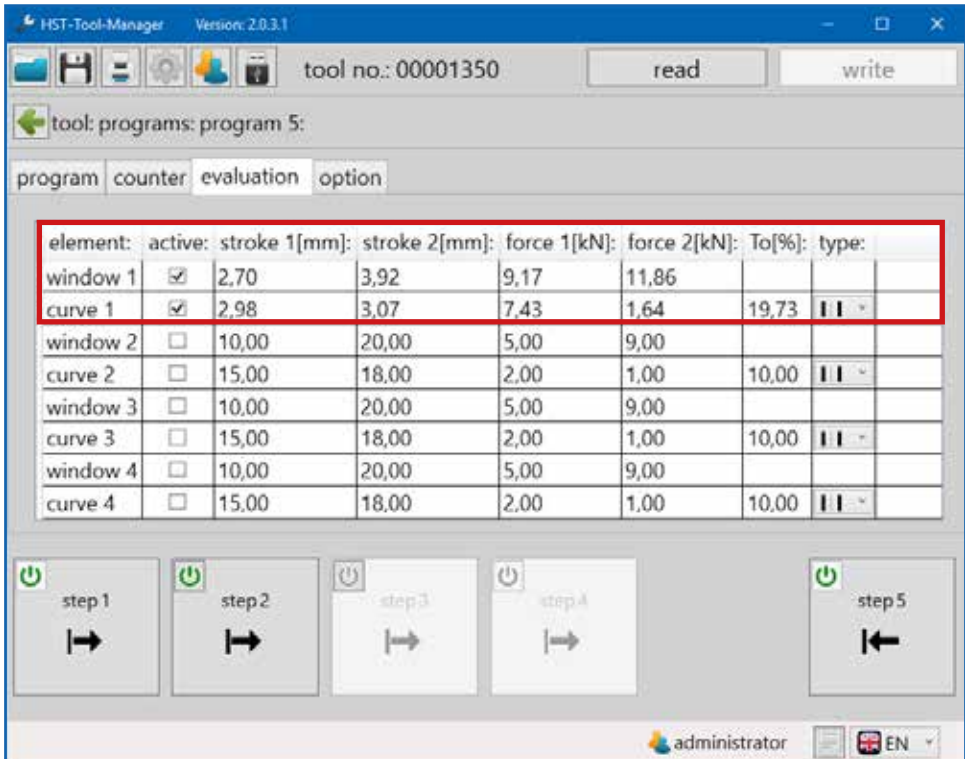 HST-Tool-Manager Version: 2.0.3.1
tool no.: 00001350 read write
tool: programs: program 5:
program counter evaluation option
element: active: stroke 1[mm]: stroke 2[mm]: force 1[kN]: force 2[kN]: To[%]: type:
window 1 2,70 3,92 9,17 11,86
curve 1 2,98 3,07 7,43 1,64 19,73
window 2 10,00 20,00 5,00 9,00
curve 2 15,00 18,00 2,00 1,00 10,00
window 3 10,00 20,00 5,00 9,00
curve 3 15,00 18,00 2,00 1,00 10,00
window 4 10,00 20,00 5,00 9,00
curve 4 15,00 18,00 2,00 1,00 10,00
step 1 step 2 step 3 step 4 step 5
administrator EN